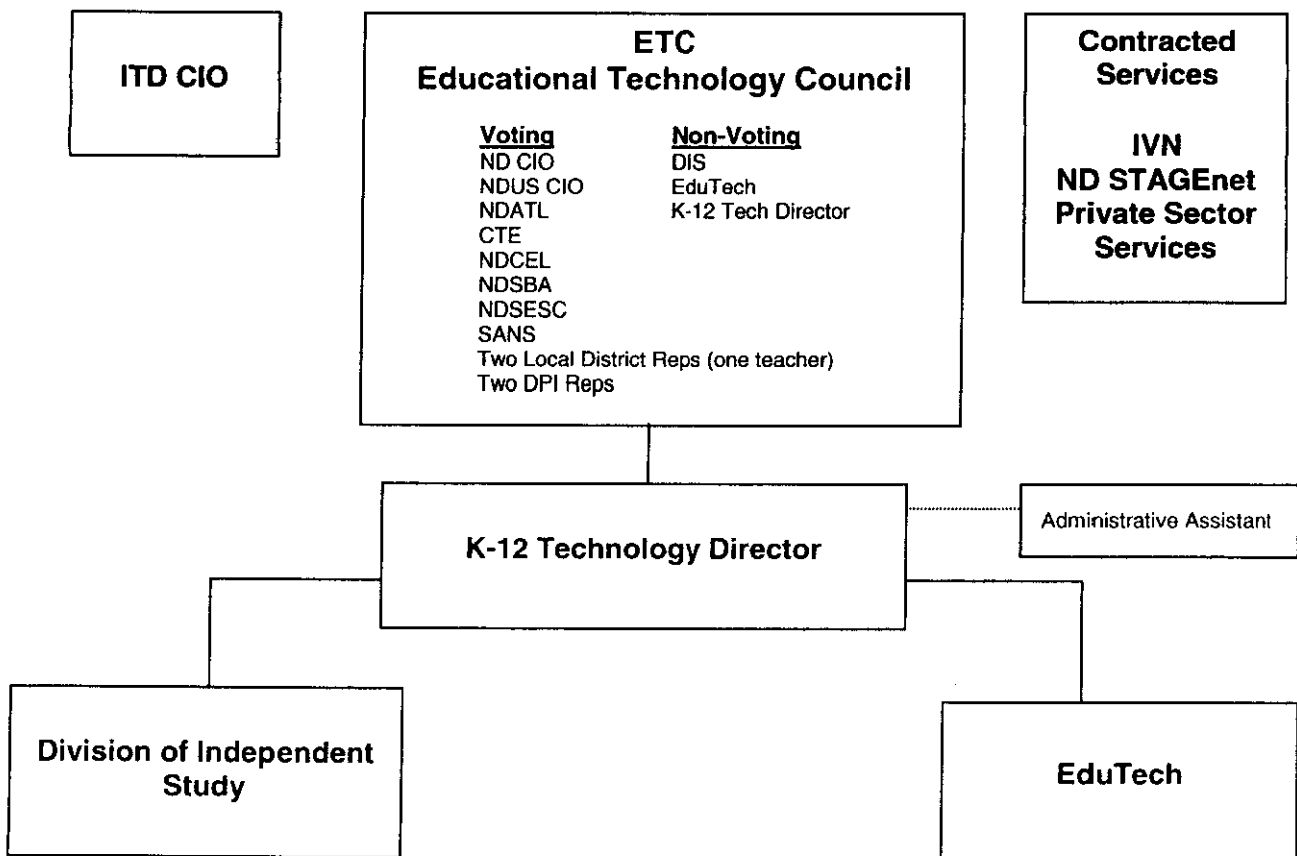 ITD CIO
ETC
Educational Technology Council
Voting
ND CIO
NDUS CIO
NDATL
CTE
NDCEL
NDSBA
NDSESC
SANS
Two Local District Reps (one teacher)
Two DPI Reps
Non-Voting
DIS
EduTech
K-12 Tech Director
Contracted
Services
IVN
ND STAGEnet
Private Sector
Services
K-12 Technology Director
Administrative Assistant
Division of Independent
Study
EduTech